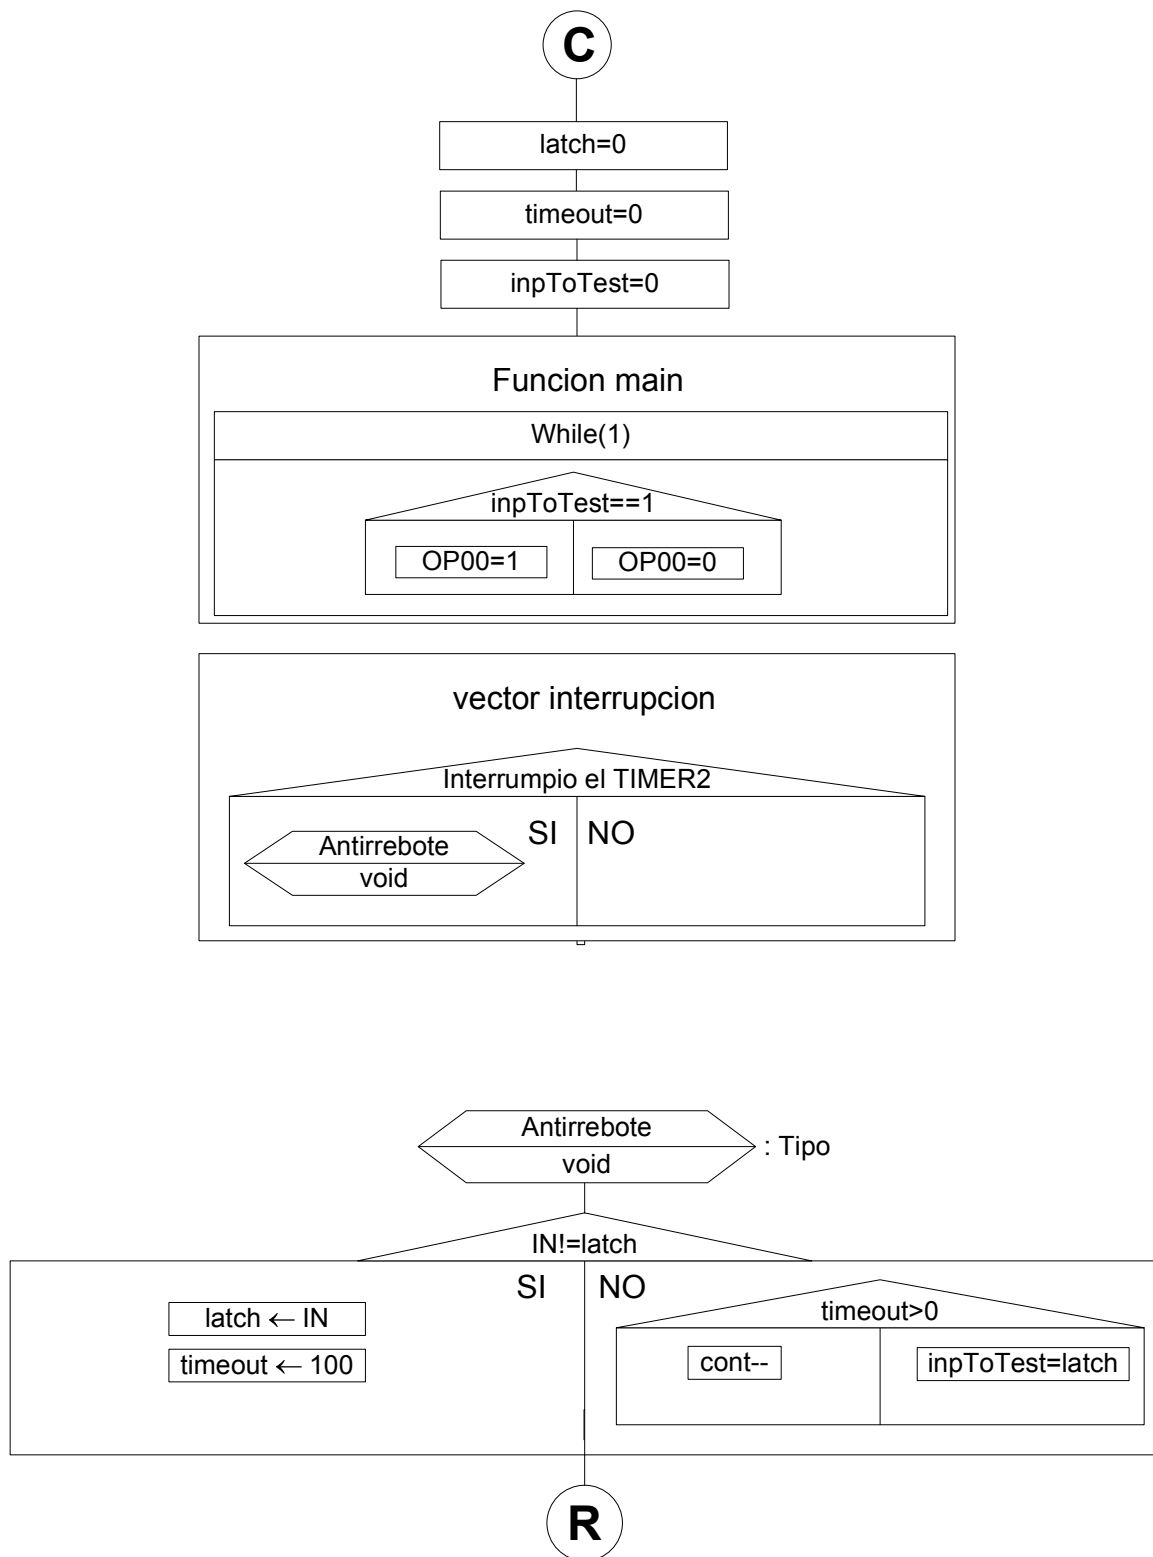 C
latch=0
timeout=0
inpToTest=0
Funcion main
While(1)
inpToTest==1
OP00=1
OP00=0
vector interrupcion
Interrumpio el TIMER2
SI
NO
Antirrebote
void
Antirrebote
void
: Tipo
IN!=latch
SI
NO
latch ← IN
timeout ← 100
timeout>0
cont--
inpToTest=latch
R